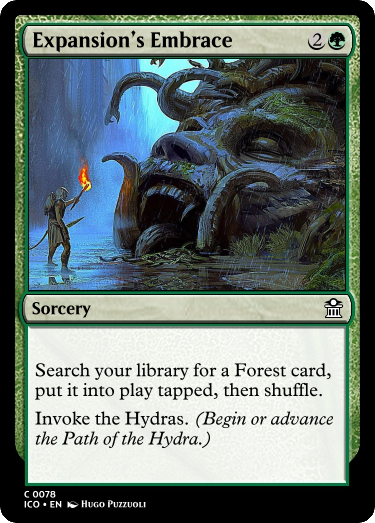 Expansion's Embrace 2
Sorcery
Search your library for a Forest card,
put it into play tapped, then shuffle.
Invoke the Hydras. (Begin or advance
the Path of the Hydra.)
C 0078
ICO • EN Hugo Puzzuoli